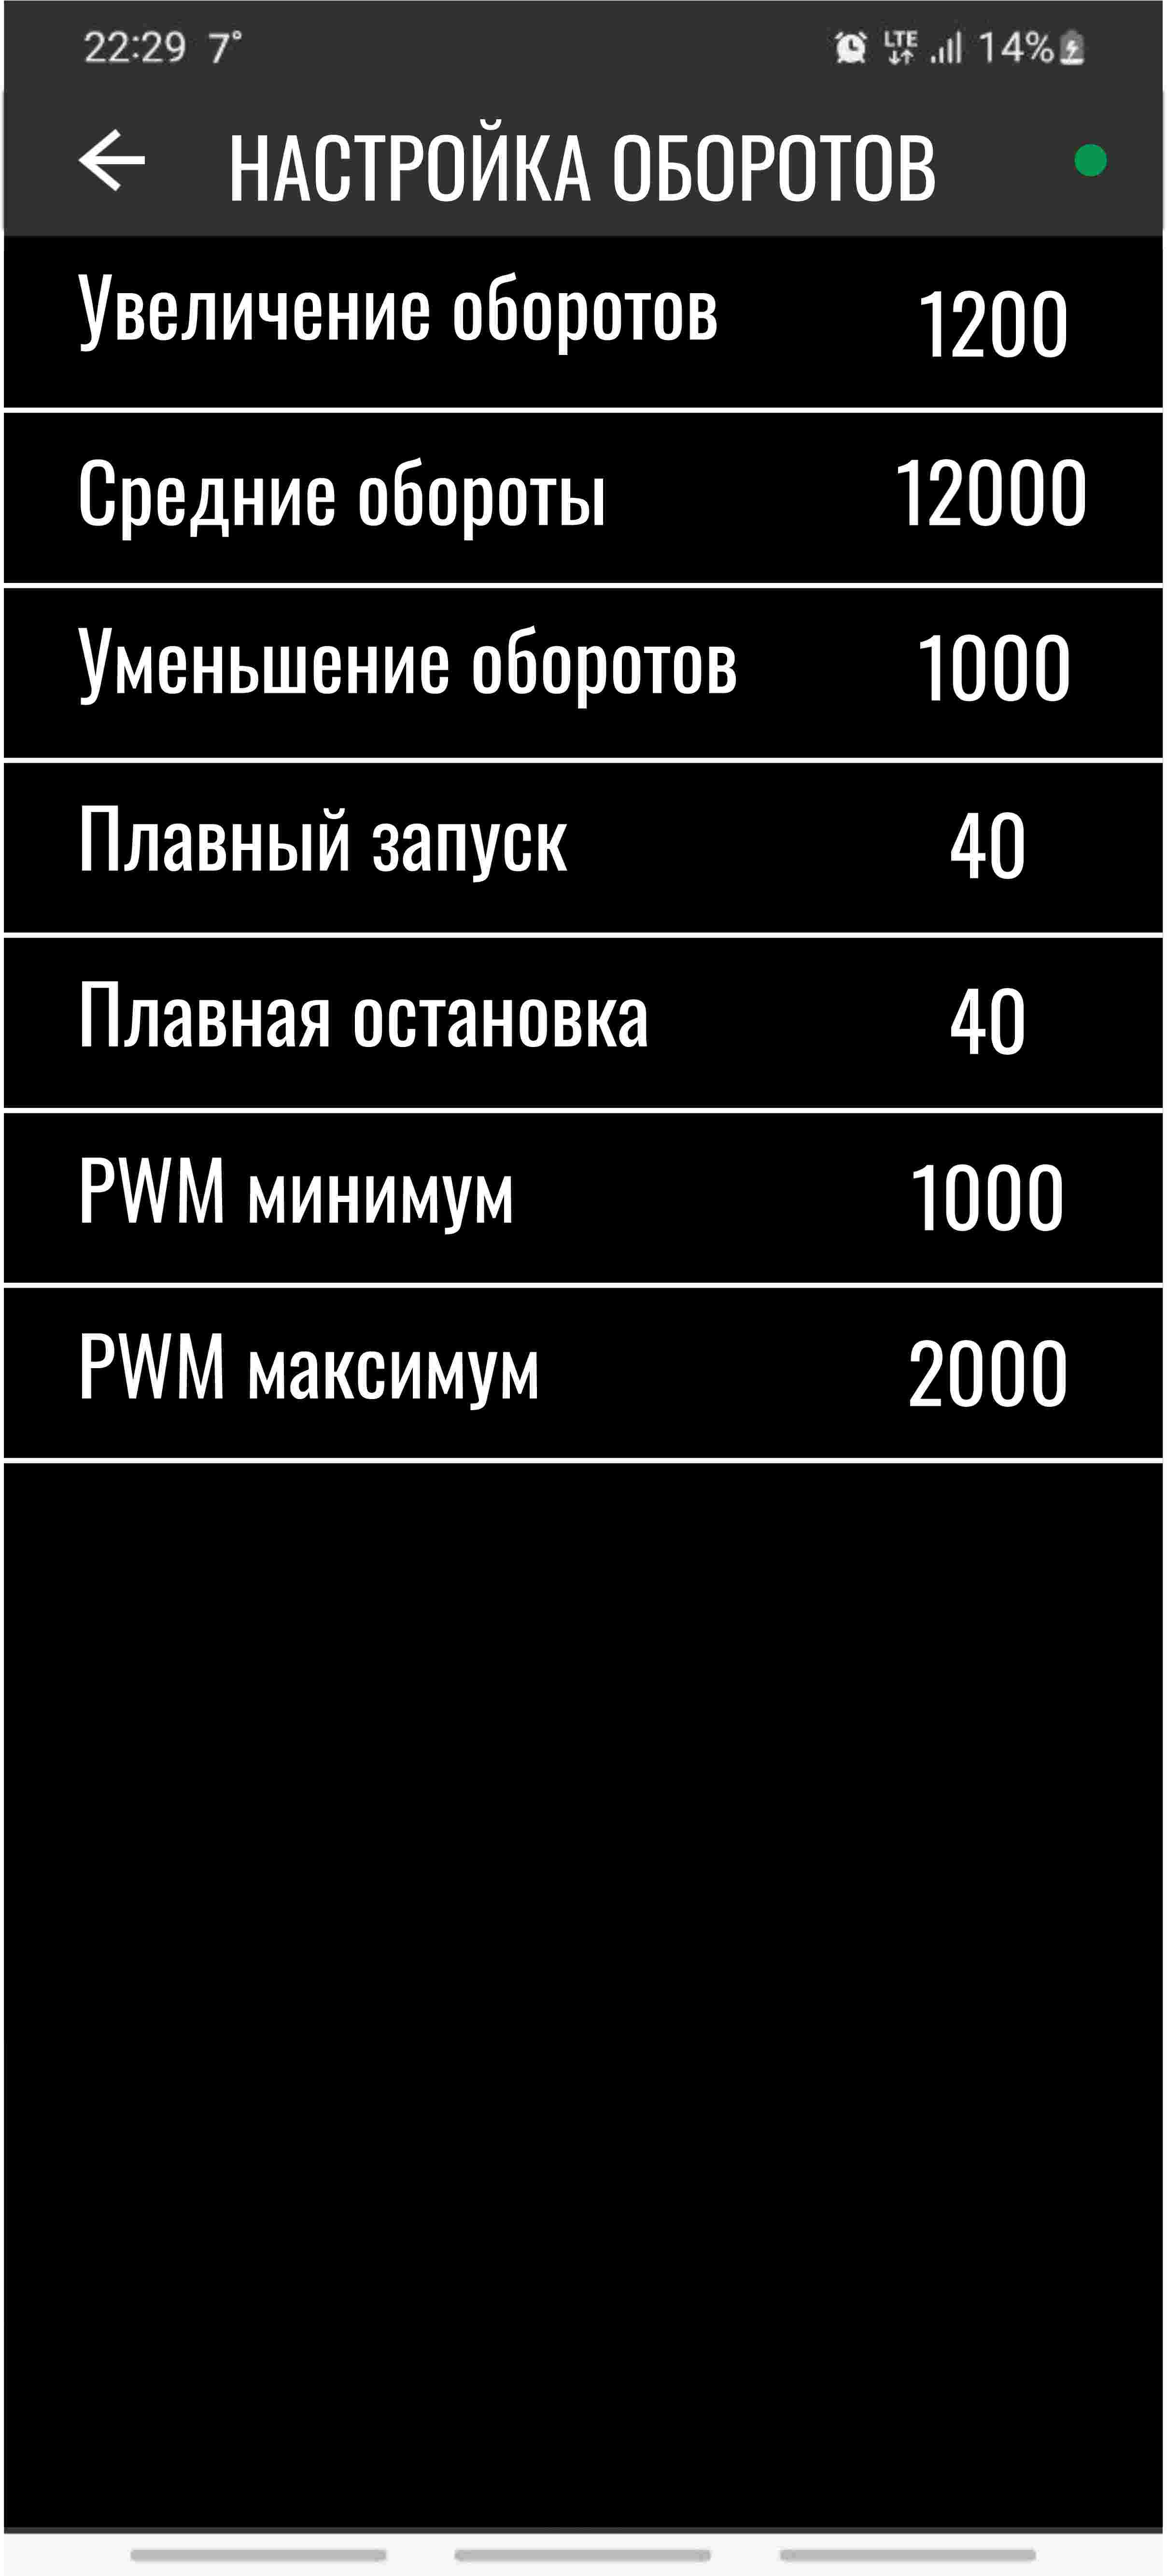 22:29 7° LTE 14%
НАСТРОЙКА ОБОРОТОВ
Увеличение оборотов 1200
Средние обороты 12000
Уменьшение оборотов 1000
Плавный запуск 40
Плавная остановка 40
PWM минимум 1000
PWM максимум 2000